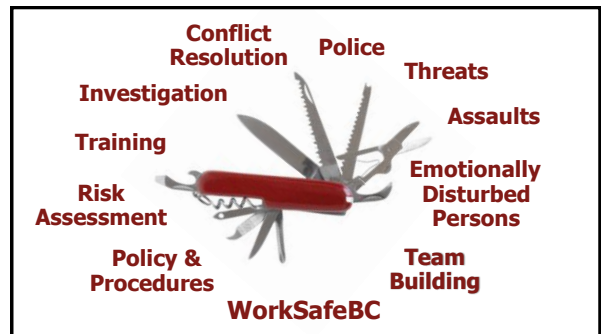 Conflict
Resolution
Police
Threats
Investigation
Assaults
Training
Emotionally
Disturbed
Persons
Risk
Assessment
Policy &
Procedures
Team
Building
WorkSafeBC